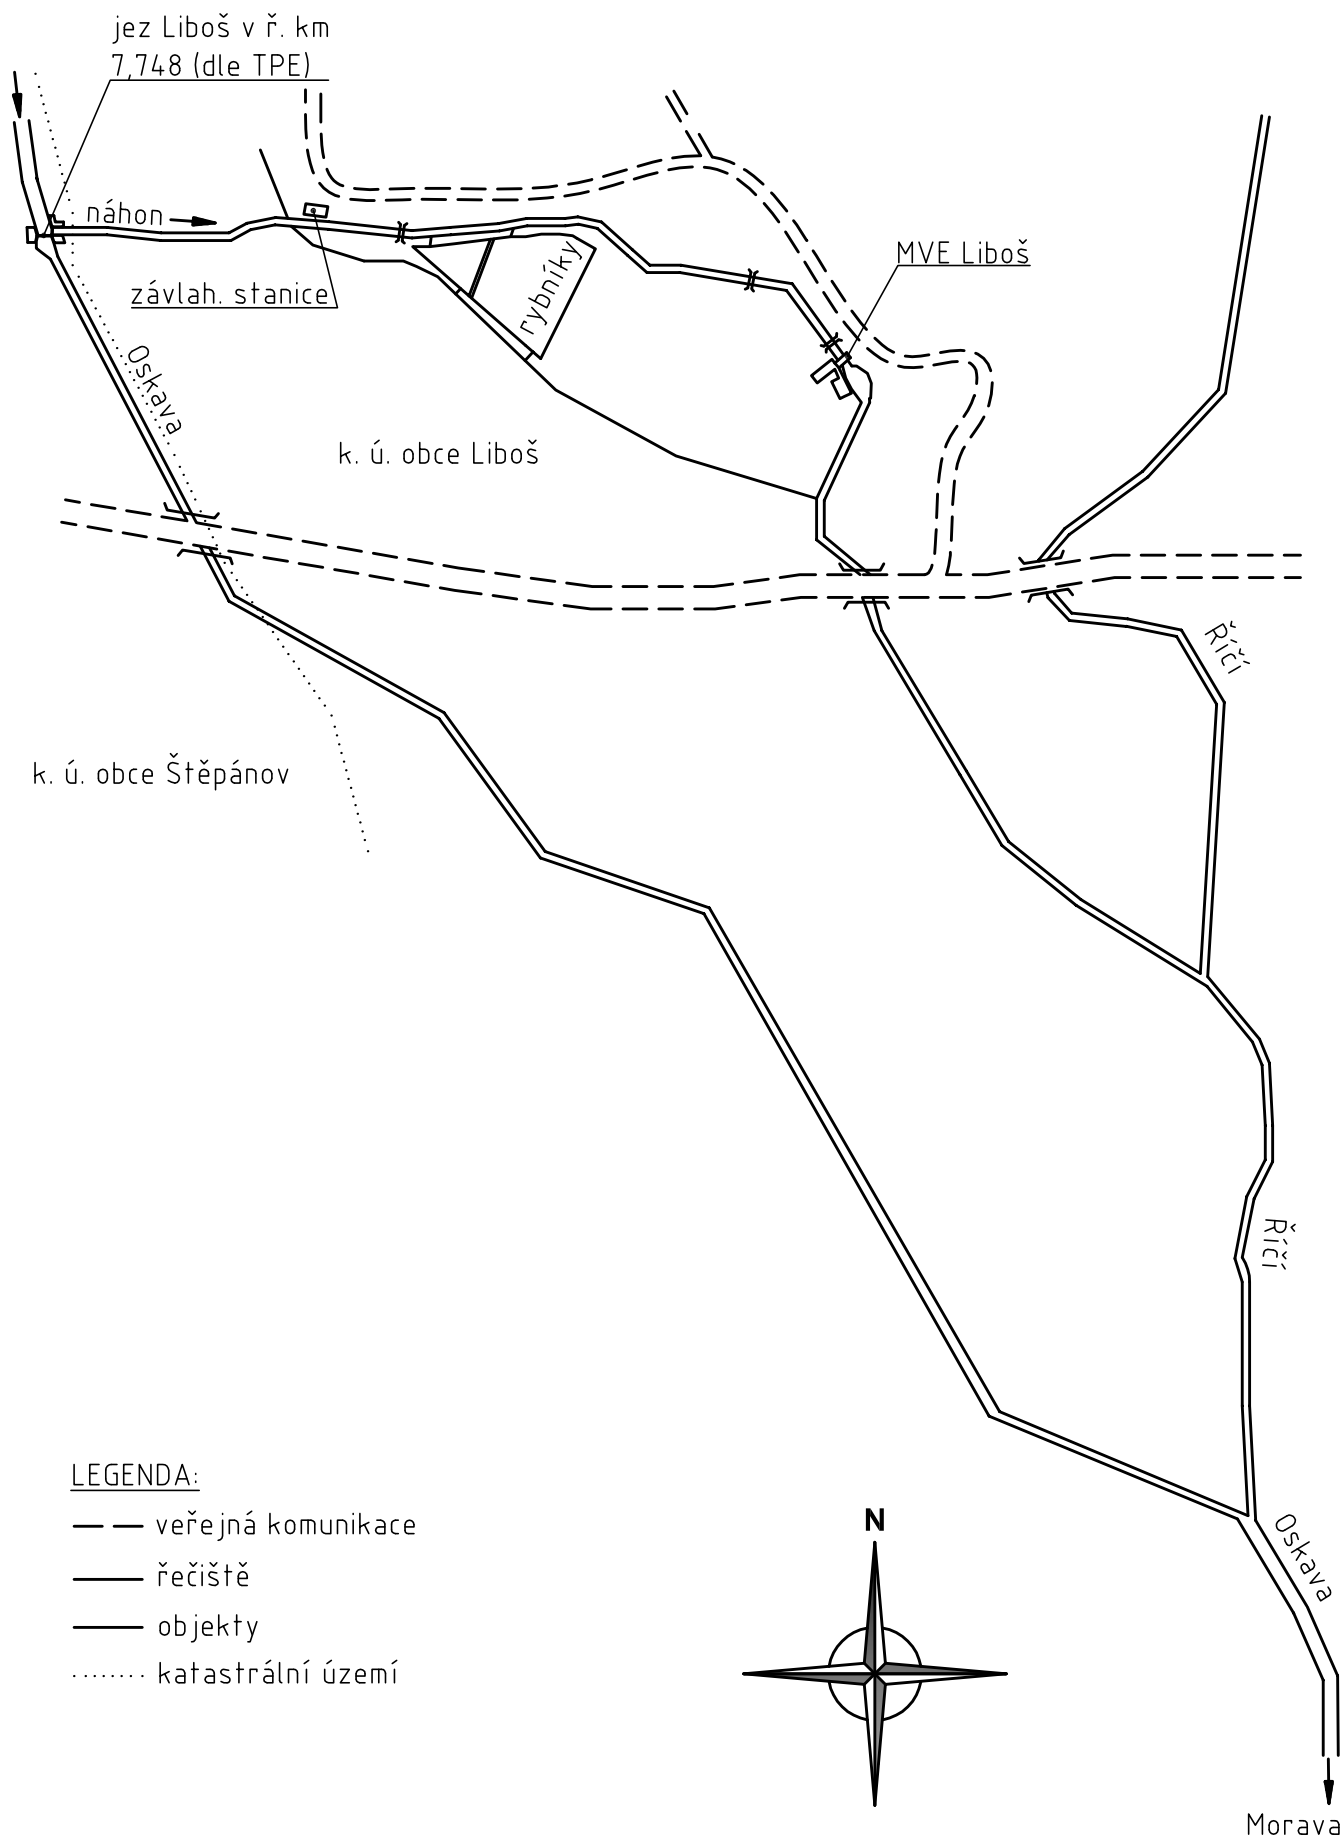 jez Liboš v ř. km
7,748 (dle TPE)
náhon
závlah. stanice
rybníky
MVE Liboš
Oskava
k. ú. obce Liboš
Říčí
k. ú. obce Štěpánov
Říčí
LEGENDA:
veřejná komunikace
řečiště
objekty
katastrální území
N
Oskava
Morava